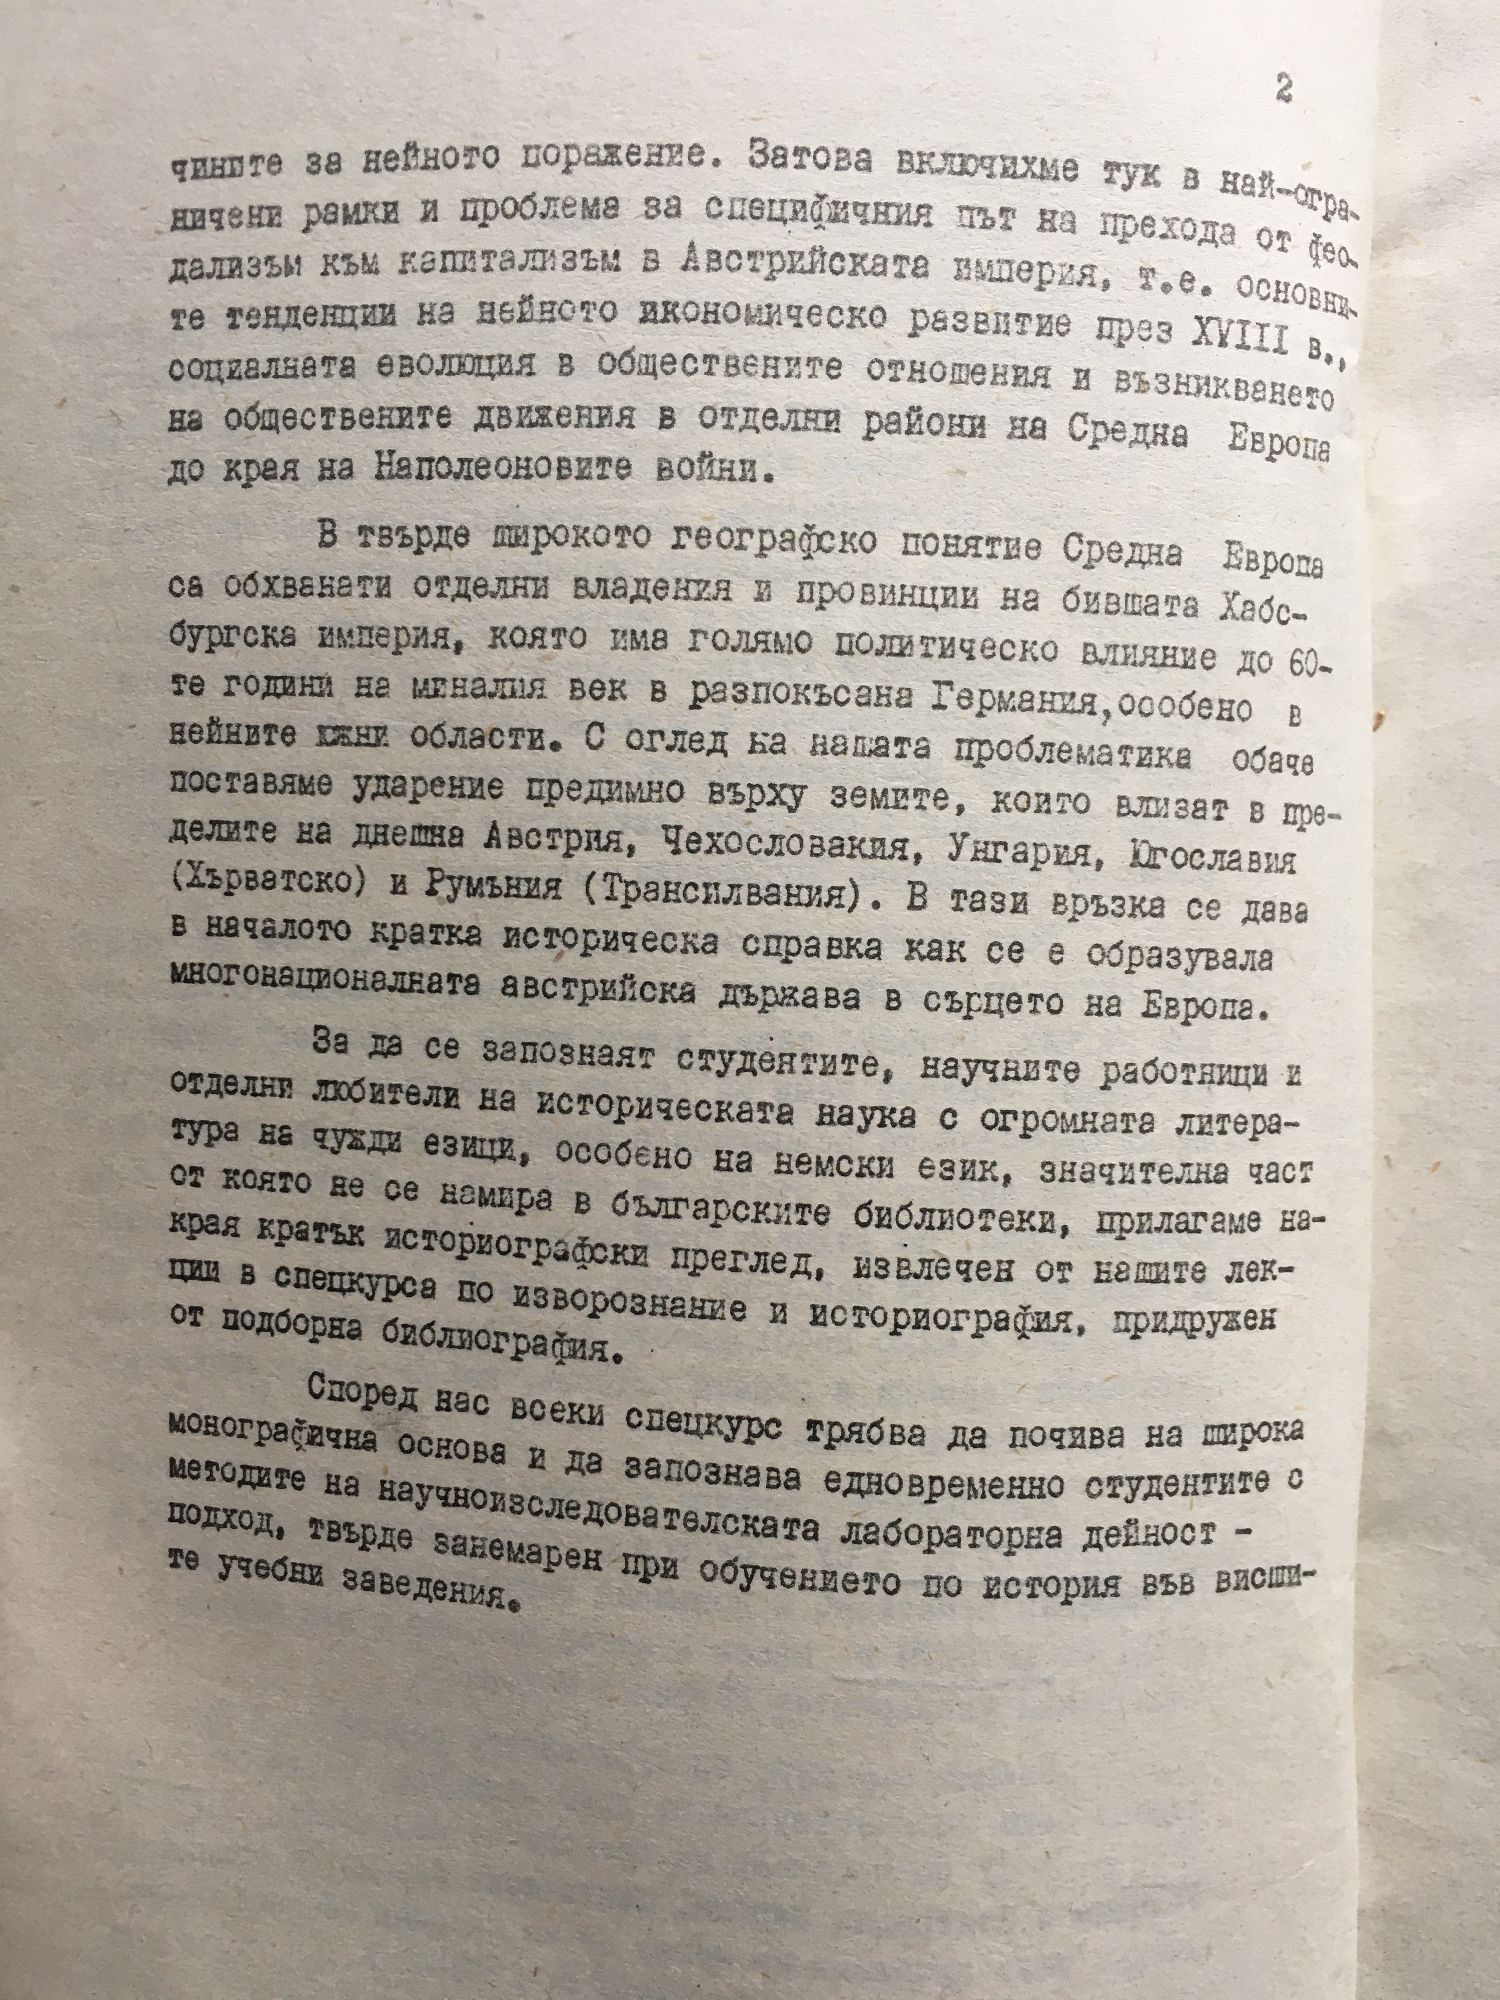 2
чините за нейното поражение. Затова включихме тук в най-огра-
ничени рамки и проблема за специфичния път на прехода от фео-
дализъм към капитализъм в Австрийската империя, т.е. основни-
те тенденции на нейното икономическо развитие през XVIII в.,
социалната еволюция в обществените отношения и възникването
на обществените движения в отделни райони на Средна Европа
до края на Наполеоновите войни.
В твърде широкото географско понятие Средна Европа
са обхванати отделни владения и провинции на бившата Хабс-
бургска империя, която има голямо политическо влияние до 60-
те години на миналия век в разпокъсана Германия, особено в
нейните южни области. С оглед на нашата проблематика обаче
поставяме ударение предимно върху земите, които влизат в пре-
делите на днешна Австрия, Чехословакия, Унгария, Югославия
(Хърватско) и Румъния (Трансилвания). В тази връзка се дава
в началото кратка историческа справка как се е образувала
многонационалната австрийска държава в сърцето на Европа.
За да се запознаят студентите, научните работници и
отделни любители на историческата наука с огромната литера-
тура на чужди езици, особено на немски език, значителна част
от която не се намира в българските библиотеки, прилагаме на-
края кратък историографски преглед, извлечен от нашите лек-
ции в спецкурса по изворознание и историография, придружен
от подборна библиография.
Според нас всеки спецкурс трябва да почива на широка
монографична основа и да запознава едновременно студентите с
методите на научноизследователската лабораторна дейност -
подход, твърде занемарен при обучението по история във висши-
те учебни заведения.